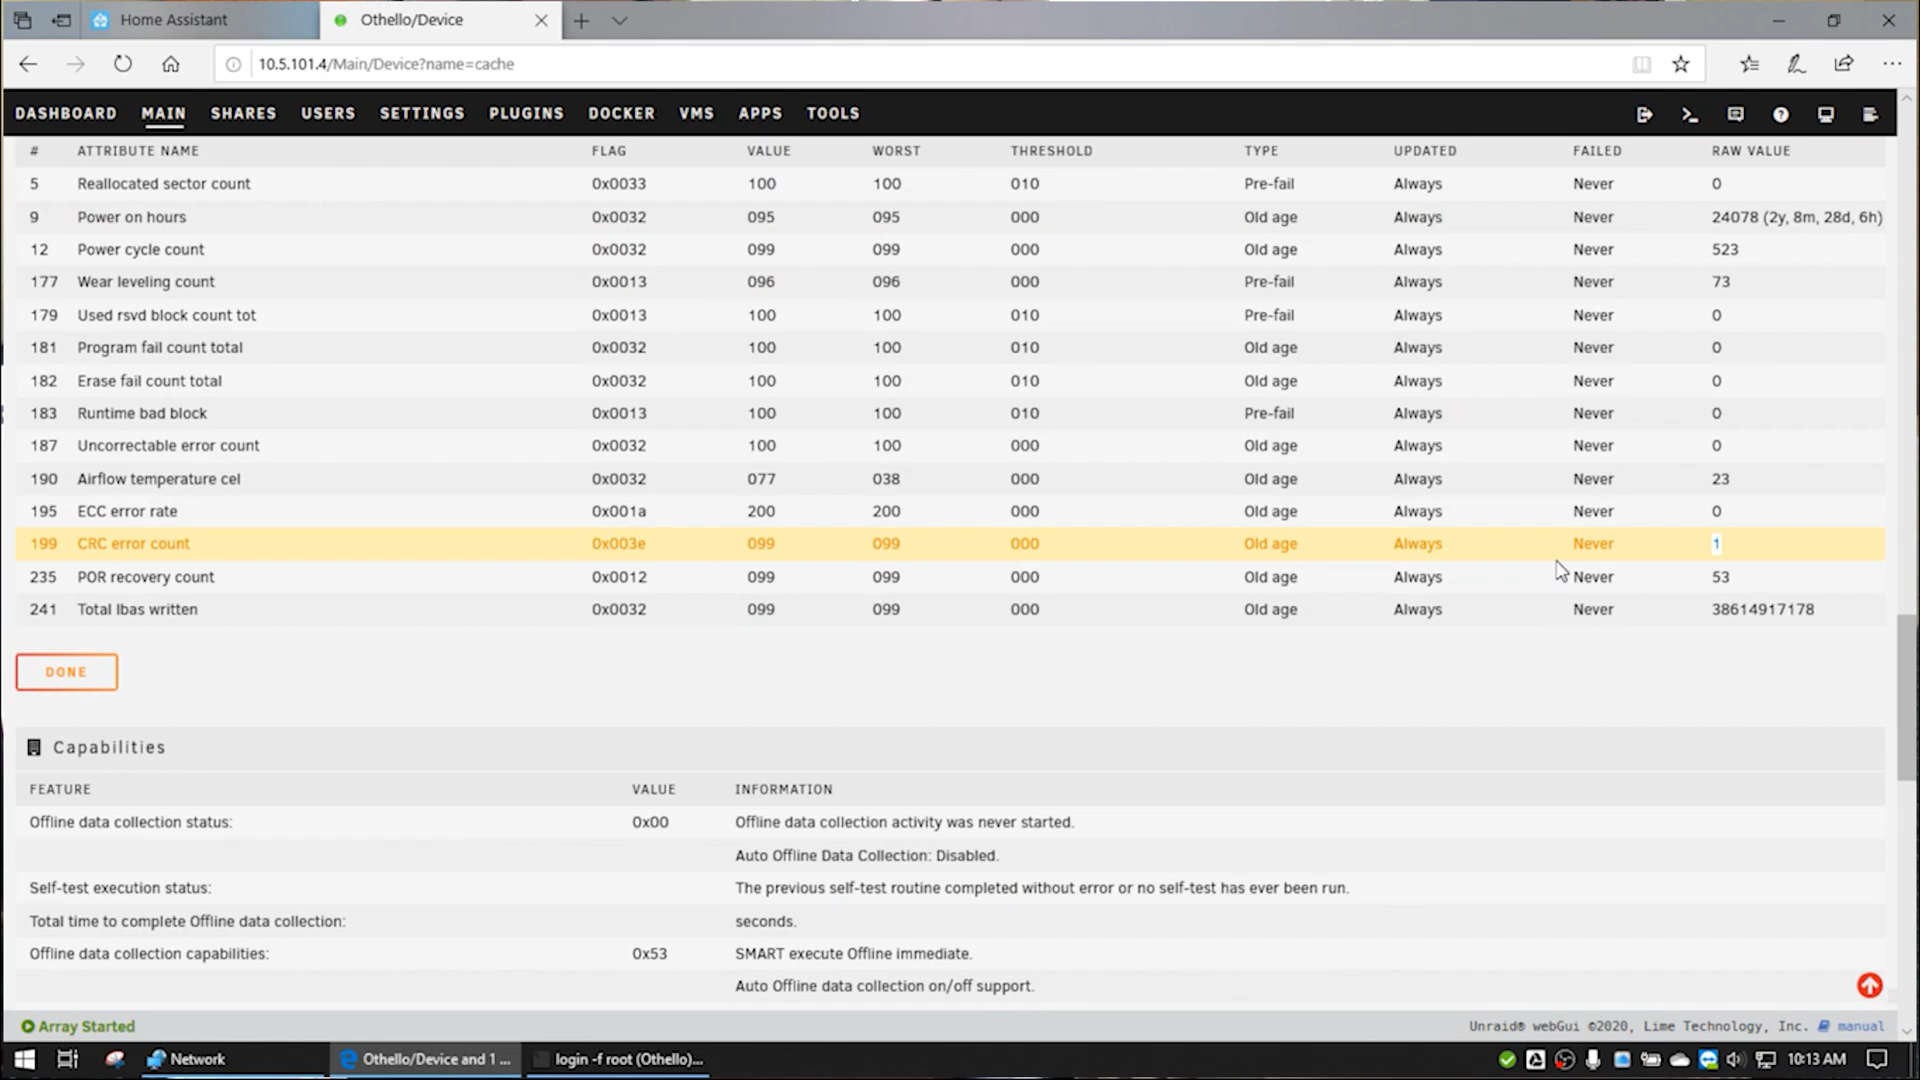 Home Assistant Othello/Device
10.5.101.4/Main/Device?name=cache
DASHBOARD MAIN SHARES USERS SETTINGS PLUGINS DOCKER VMS APPS TOOLS
# ATTRIBUTE NAME FLAG VALUE WORST THRESHOLD TYPE UPDATED FAILED RAW VALUE
5 Reallocated sector count 0x0033 100 100 010 Pre-fail Always Never 0
9 Power on hours 0x0032 095 095 000 Old age Always Never 24078 (2y, 8m, 28d, 6h)
12 Power cycle count 0x0032 099 099 000 Old age Always Never 523
177 Wear leveling count 0x0013 096 096 000 Pre-fail Always Never 73
179 Used rsvd block count tot 0x0013 100 100 010 Pre-fail Always Never 0
181 Program fail count total 0x0032 100 100 010 Old age Always Never 0
182 Erase fail count total 0x0032 100 100 010 Old age Always Never 0
183 Runtime bad block 0x0013 100 100 010 Pre-fail Always Never 0
187 Uncorrectable error count 0x0032 100 100 000 Old age Always Never 0
190 Airflow temperature cel 0x0032 077 038 000 Old age Always Never 23
195 ECC error rate 0x001a 200 200 000 Old age Always Never 0
199 CRC error count 0x003e 099 099 000 Old age Always Never 1
235 POR recovery count 0x0012 099 099 000 Old age Always Never 53
241 Total lbas written 0x0032 099 099 000 Old age Always Never 38614917178
DONE
Capabilities
FEATURE VALUE INFORMATION
Offline data collection status: 0x00 Offline data collection activity was never started.
Auto Offline Data Collection: Disabled.
Self-test execution status: The previous self-test routine completed without error or no self-test has ever been run.
Total time to complete Offline data collection: seconds.
Offline data collection capabilities: 0x53 SMART execute Offline immediate.
Auto Offline data collection on/off support.
Array Started Unraid® webGui ©2020, Lime Technology, Inc. manual
Network Othello/Device and 1 ... login -f root (Othello)... 10:13 AM